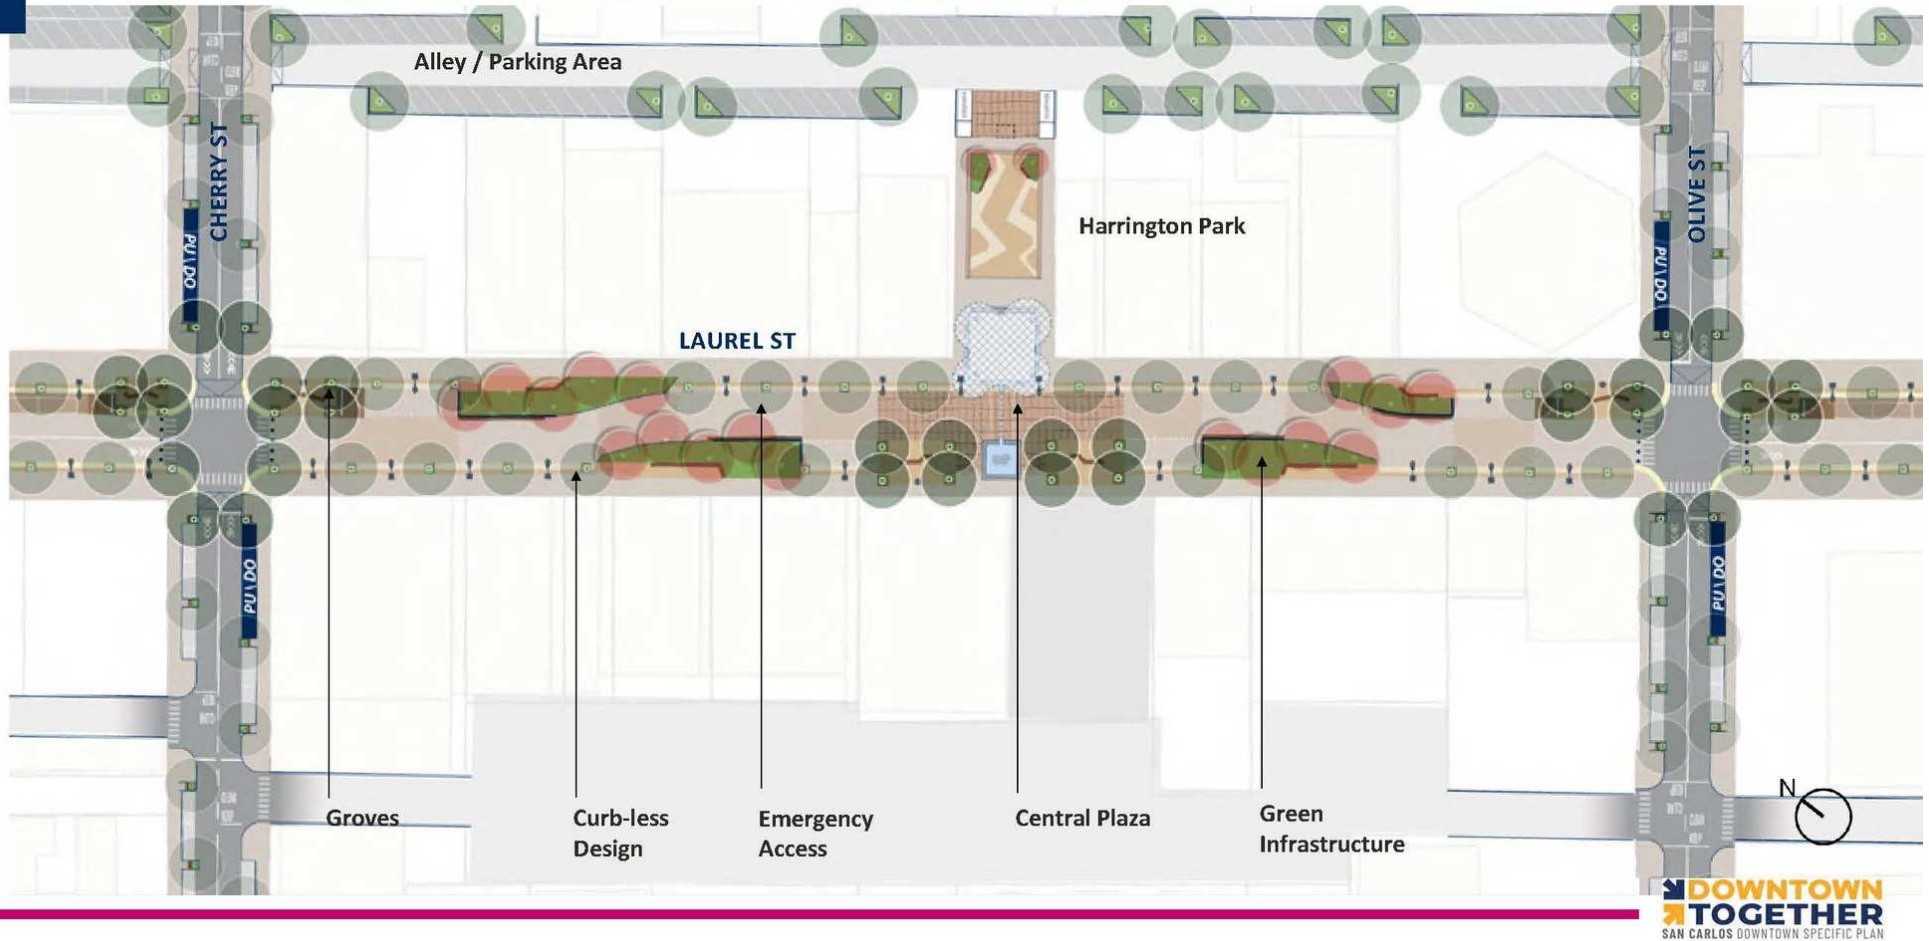 Alley / Parking Area
CHERRY ST
OLIVE ST
PU \ DO
PU \ DO
Harrington Park
LAUREL ST
PU \ DO
PU \ DO
Groves
Curb-less
Design
Emergency
Access
Central Plaza
Green
Infrastructure
N
DOWNTOWN
TOGETHER
SAN CARLOS DOWNTOWN SPECIFIC PLAN